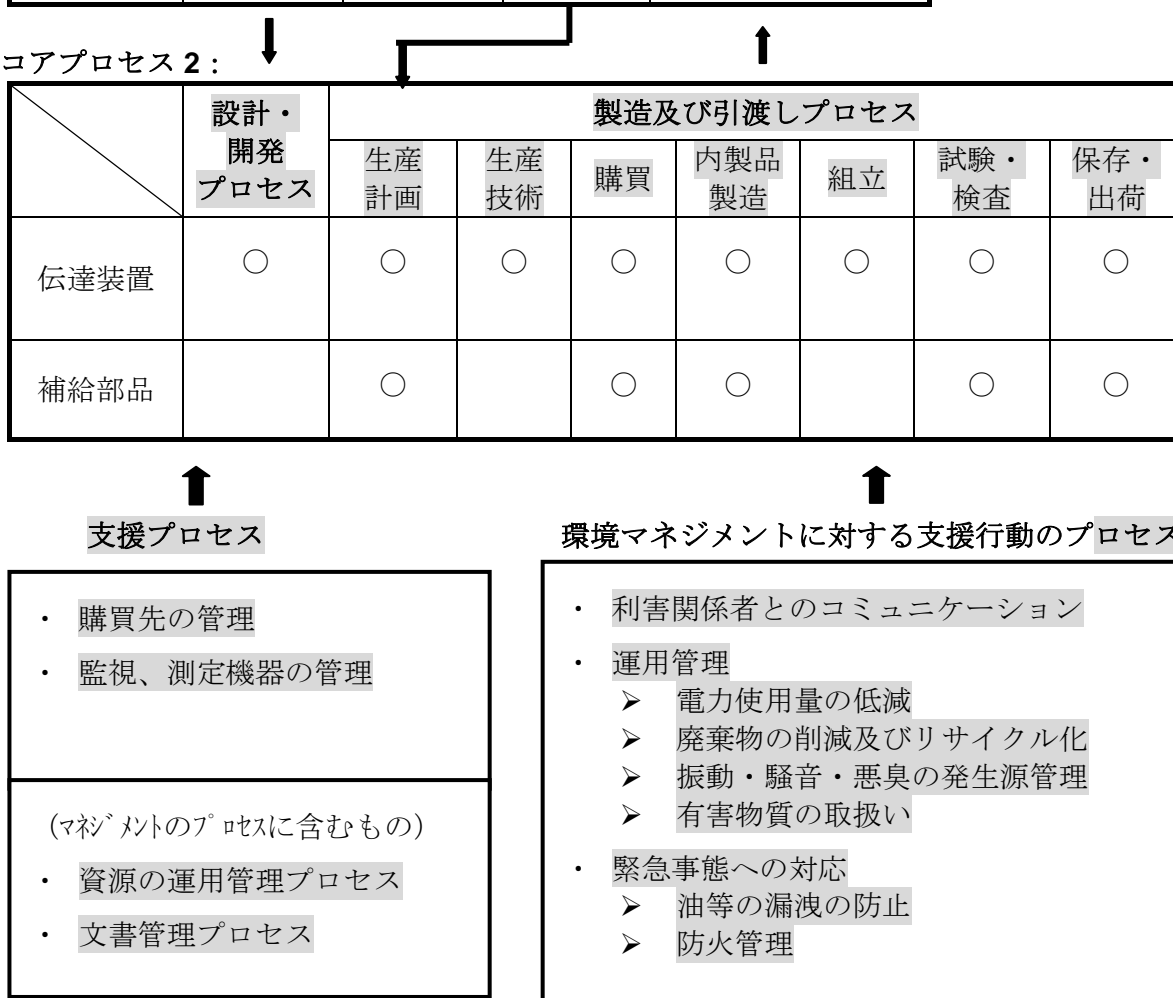 コアプロセス 2：
設計・
開発
プロセス
製造及び引渡しプロセス
生産
計画
生産
技術
購買
内製品
製造
組立
試験・
検査
保存・
出荷
伝達装置 ○ ○ ○ ○ ○ ○ ○ ○
補給部品 ○ ○ ○ ○ ○
支援プロセス
・ 購買先の管理
・ 監視、測定機器の管理
(ﾏﾈｼﾞﾒﾝﾄのﾌﾟﾛｾｽに含むもの)
・ 資源の運用管理プロセス
・ 文書管理プロセス
環境マネジメントに対する支援行動のプロセス
・ 利害関係者とのコミュニケーション
・ 運用管理
➢ 電力使用量の低減
➢ 廃棄物の削減及びリサイクル化
➢ 振動・騒音・悪臭の発生源管理
➢ 有害物質の取扱い
・ 緊急事態への対応
➢ 油等の漏洩の防止
➢ 防火管理